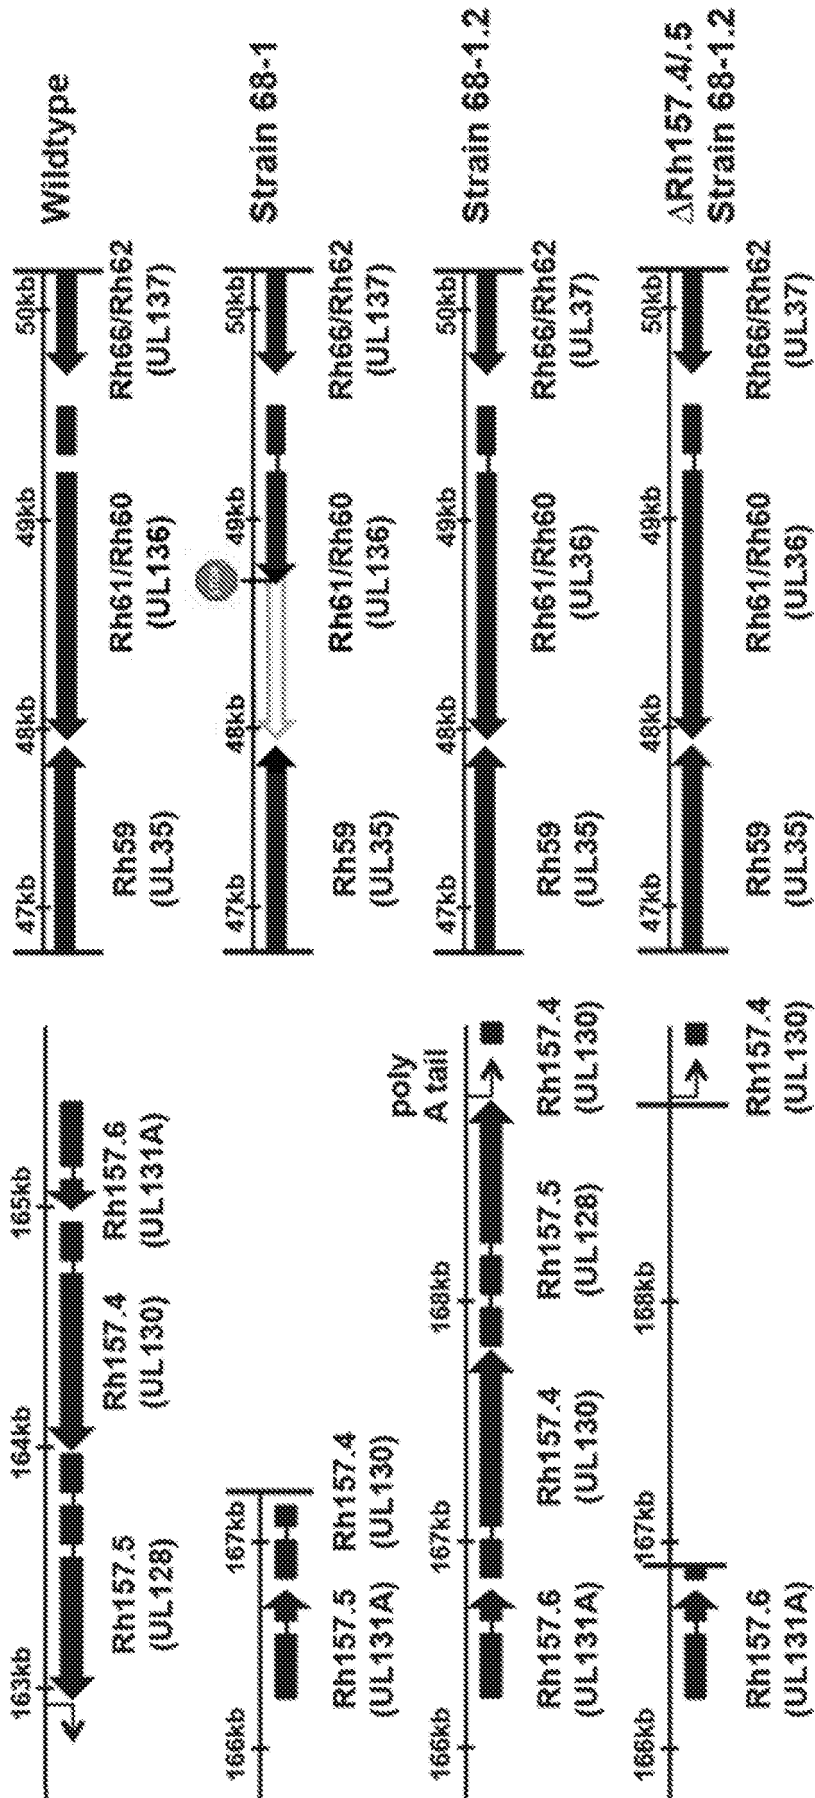 163kb 164kb 165kb
Rh157.5 Rh157.4 Rh157.6
(UL128) (UL130) (UL131A)
47kb 48kb 49kb 50kb
Rh59 Rh61/Rh60 Rh66/Rh62
(UL35) (UL136) (UL137)
Wildtype
166kb 167kb
Rh157.5 Rh157.4
(UL131A) (UL130)
47kb 48kb 49kb 50kb
Rh59 Rh61/Rh60 Rh66/Rh62
(UL35) (UL136) (UL137)
Strain 68-1
166kb 167kb 168kb
poly
A tail
Rh157.6 Rh157.4 Rh157.5 Rh157.4
(UL131A) (UL130) (UL128) (UL130)
47kb 48kb 49kb 50kb
Rh59 Rh61/Rh60 Rh66/Rh62
(UL35) (UL36) (UL37)
Strain 68-1.2
166kb 167kb 168kb
Rh157.6 Rh157.4
(UL131A) (UL130)
47kb 48kb 49kb 50kb
Rh59 Rh61/Rh60 Rh66/Rh62
(UL35) (UL36) (UL37)
ΔRh157.4/.5
Strain 68-1.2